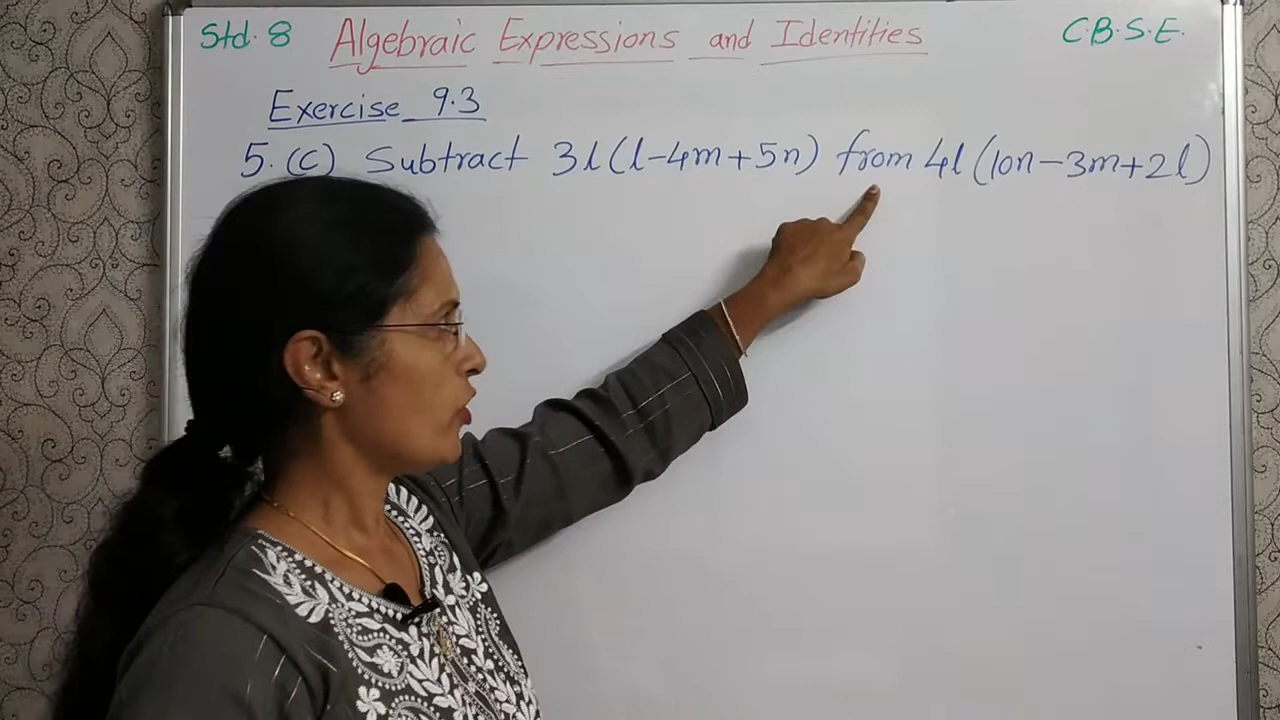 Std. 8 Algebraic Expressions and Identities C.B.S.E.
Exercise 9.3
5. (c) Subtract 3l(l-4m+5n) from 4l(10n-3m+2l)